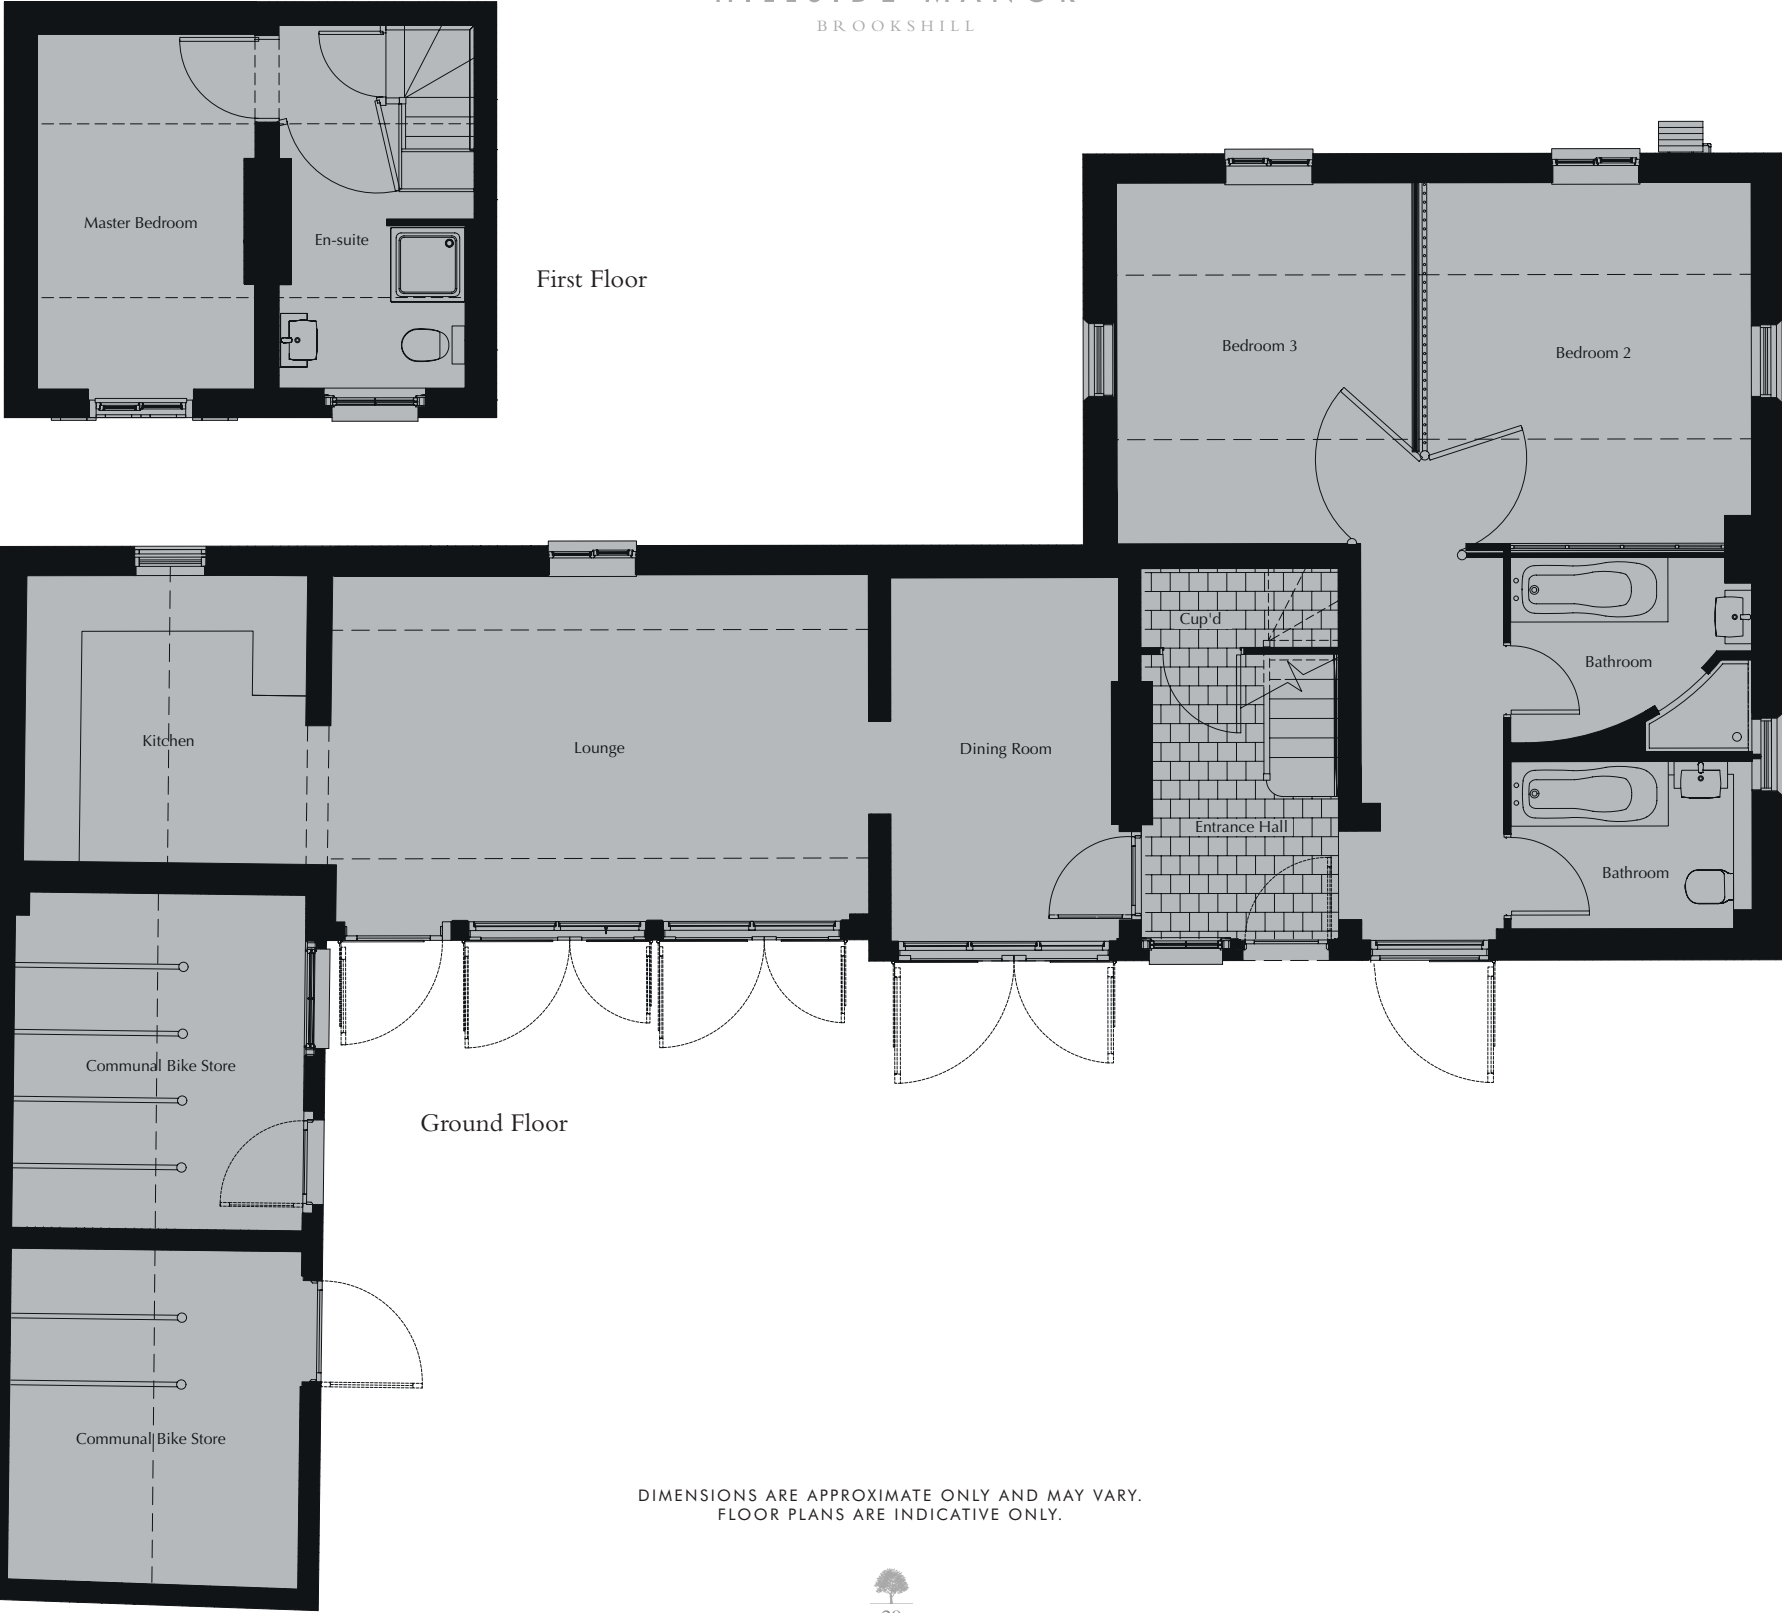 HILLSIDE MANOR
BROOKSHILL
Master Bedroom
En-suite
First Floor
Bedroom 3
Bedroom 2
Cup'd
Bathroom
Kitchen
Lounge
Dining Room
Entrance Hall
Bathroom
Communal Bike Store
Ground Floor
Communal Bike Store
DIMENSIONS ARE APPROXIMATE ONLY AND MAY VARY.
FLOOR PLANS ARE INDICATIVE ONLY.